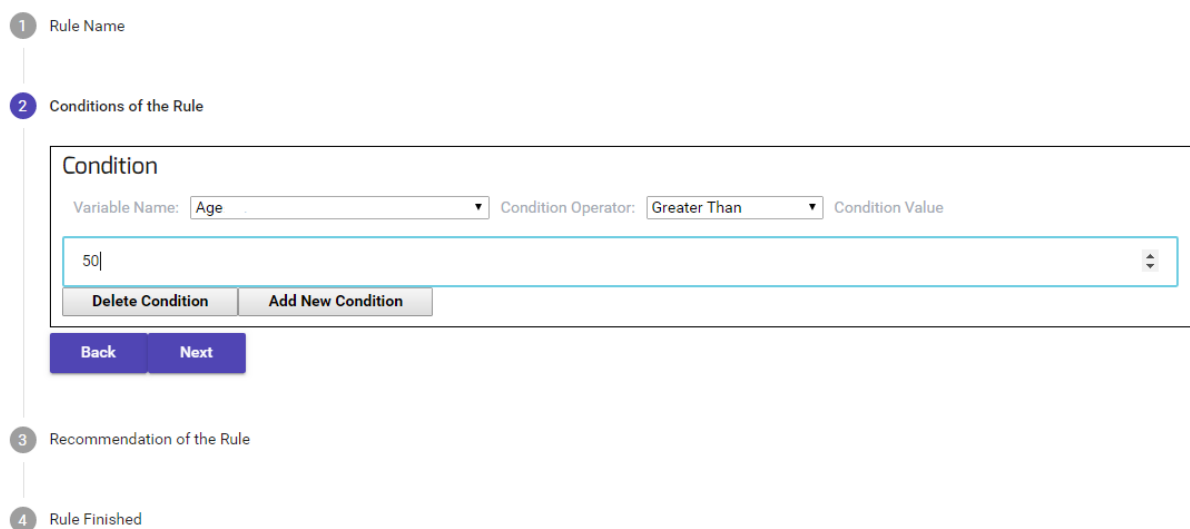 1 Rule Name
2 Conditions of the Rule
Condition
Variable Name: Age Condition Operator: Greater Than Condition Value
50
Delete Condition Add New Condition
Back Next
3 Recommendation of the Rule
4 Rule Finished